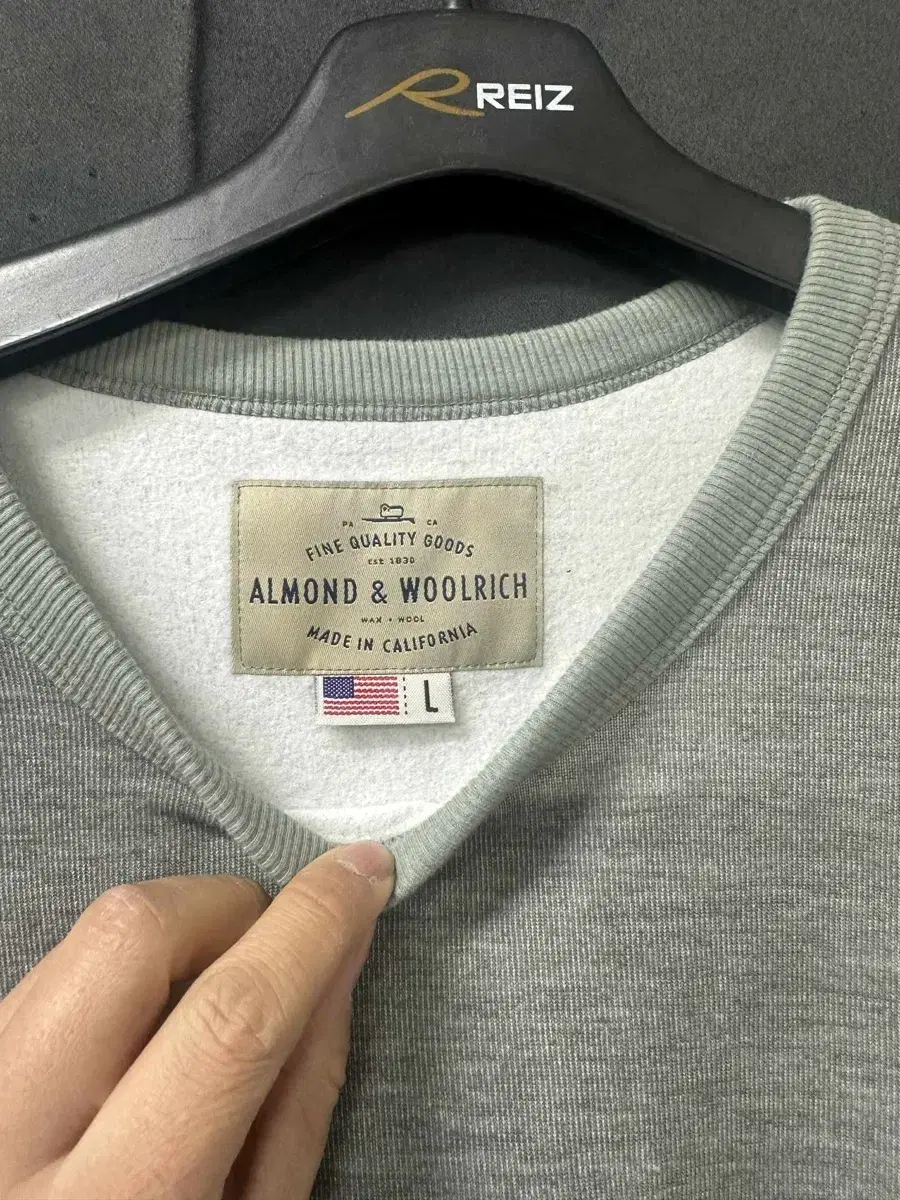 REIZ
PA CA
FINE QUALITY GOODS
EST 1830
ALMOND & WOOLRICH
WAX • WOOL
MADE IN CALIFORNIA
L